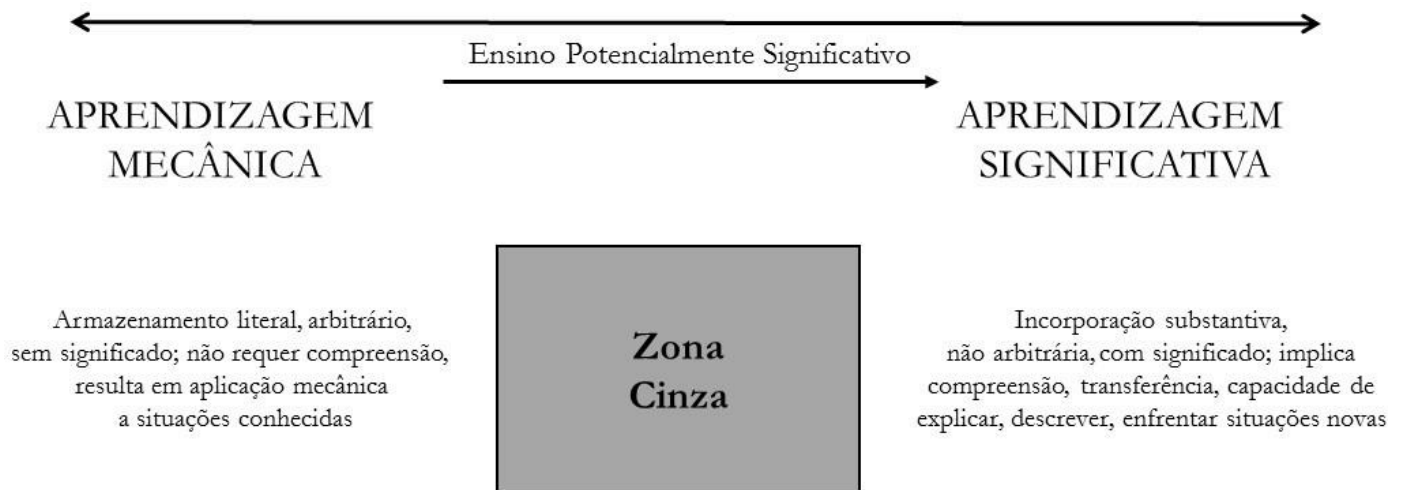 Ensino Potencialmente Significativo
APRENDIZAGEM
MECÂNICA
APRENDIZAGEM
SIGNIFICATIVA
Armazenamento literal, arbitrário,
sem significado; não requer compreensão,
resulta em aplicação mecânica
a situações conhecidas
Zona
Cinza
Incorporação substantiva,
não arbitrária, com significado; implica
compreensão, transferência, capacidade de
explicar, descrever, enfrentar situações novas